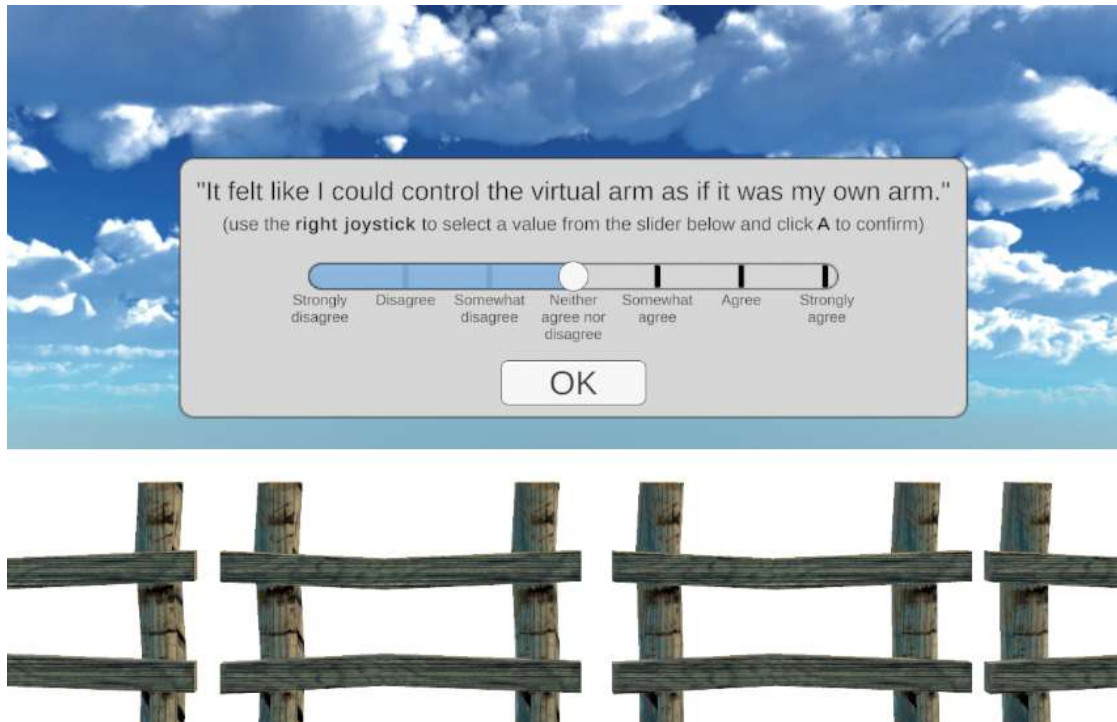 "It felt like I could control the virtual arm as if it was my own arm."
(use the right joystick to select a value from the slider below and click A to confirm)
Strongly disagree
Disagree
Somewhat disagree
Neither agree nor disagree
Somewhat agree
Agree
Strongly agree
OK